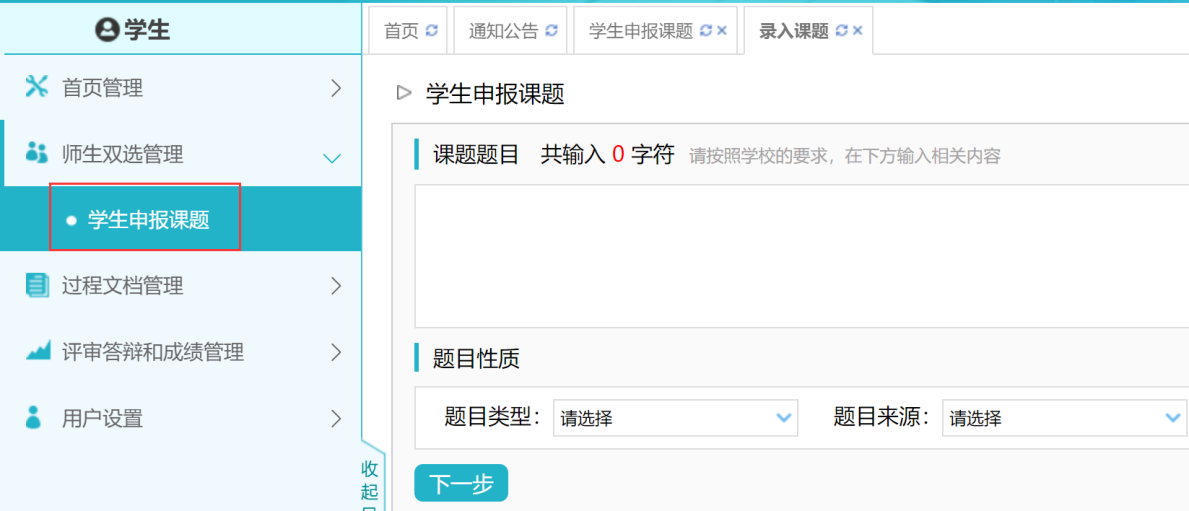 学生
首页 通知公告 学生申报课题 录入课题
首页管理
师生双选管理
学生申报课题
过程文档管理
评审答辩和成绩管理
用户设置
学生申报课题
课题题目 共输入 0 字符 请按照学校的要求，在下方输入相关内容
题目性质
题目类型： 请选择 题目来源： 请选择
下一步
收
起